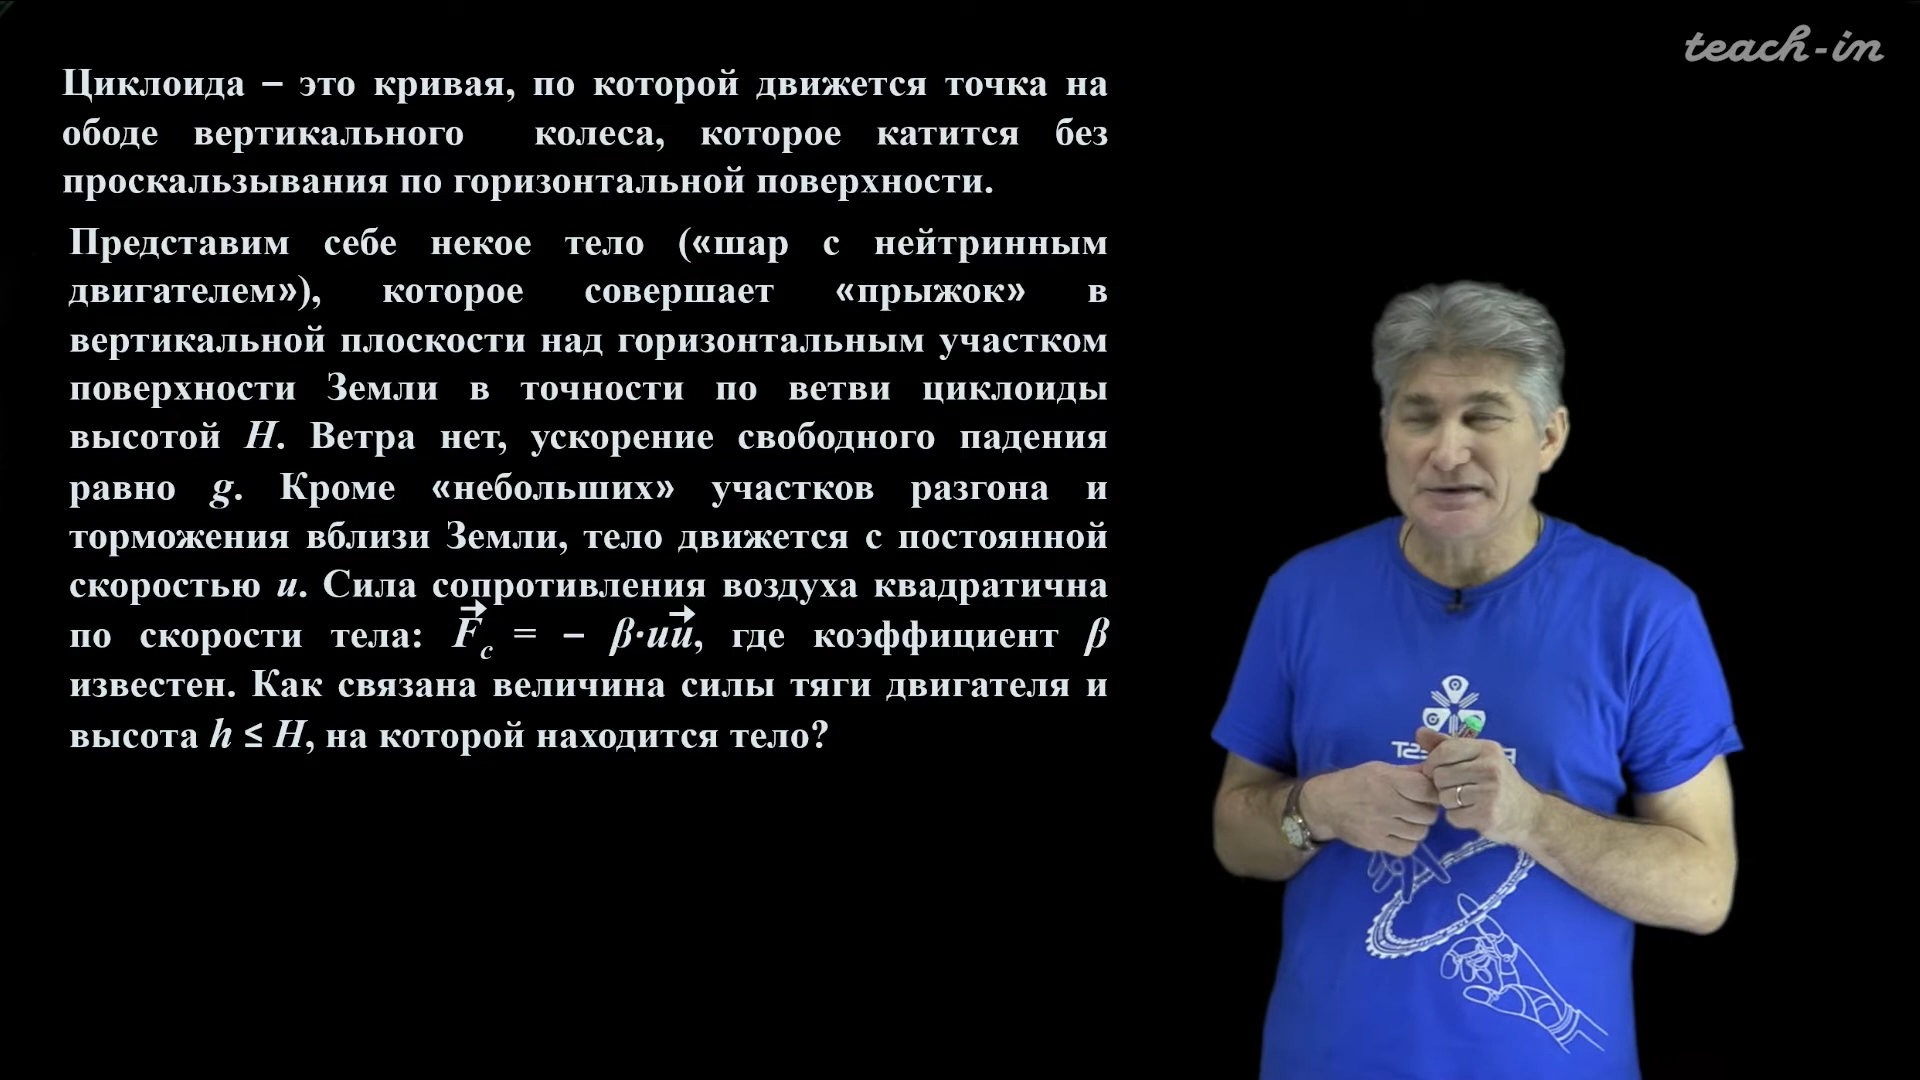 teach-in
Циклоида – это кривая, по которой движется точка на
ободе вертикального колеса, которое катится без
проскальзывания по горизонтальной поверхности.
Представим себе некое тело («шар с нейтринным
двигателем»), которое совершает «прыжок» в
вертикальной плоскости над горизонтальным участком
поверхности Земли в точности по ветви циклоиды
высотой H. Ветра нет, ускорение свободного падения
равно g. Кроме «небольших» участков разгона и
торможения вблизи Земли, тело движется с постоянной
скоростью u. Сила сопротивления воздуха квадратична
по скорости тела: F⃗c = – β·uu⃗, где коэффициент β
известен. Как связана величина силы тяги двигателя и
высота h ≤ H, на которой находится тело?